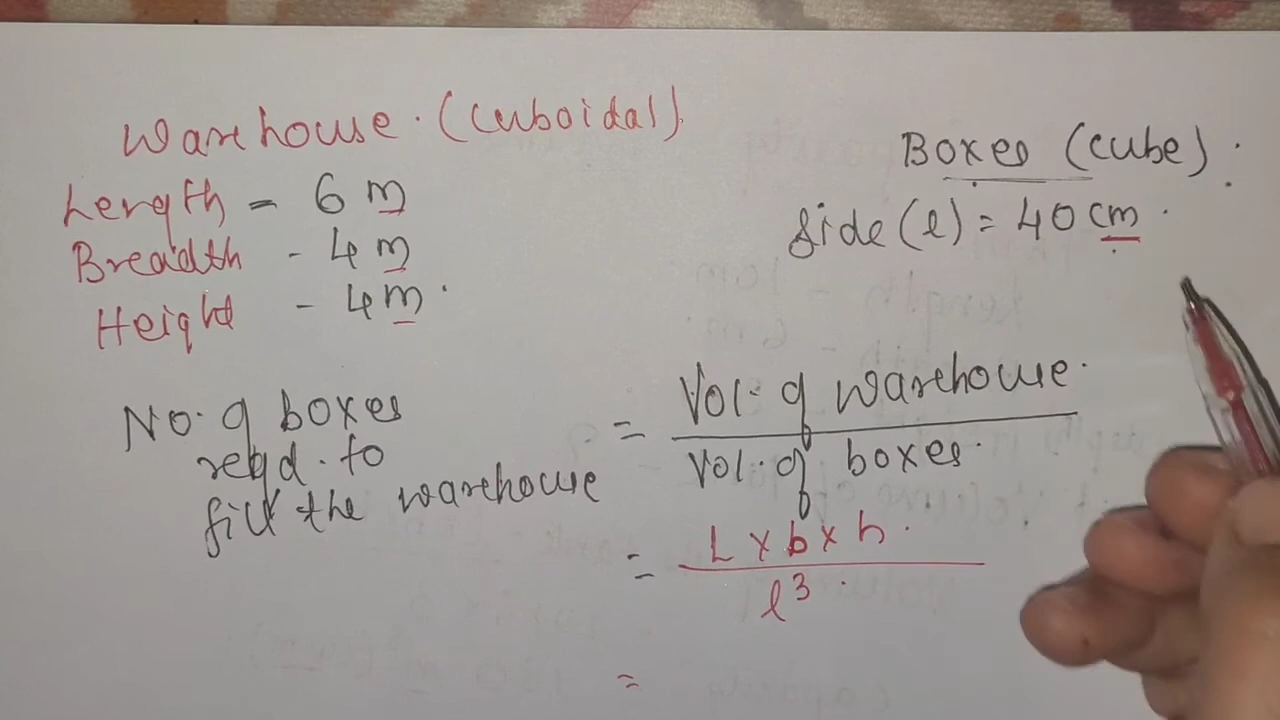 Warehouse. (Cuboidal).
Length - 6 m
Breadth - 4 m
Height - 4 m.
Boxes (cube).
Side (l) = 40 cm.
No. of boxes
reqd. to
fill the warehouse
= Vol. of warehouse.
Vol. of boxes.
= L x b x h.
l³.
=